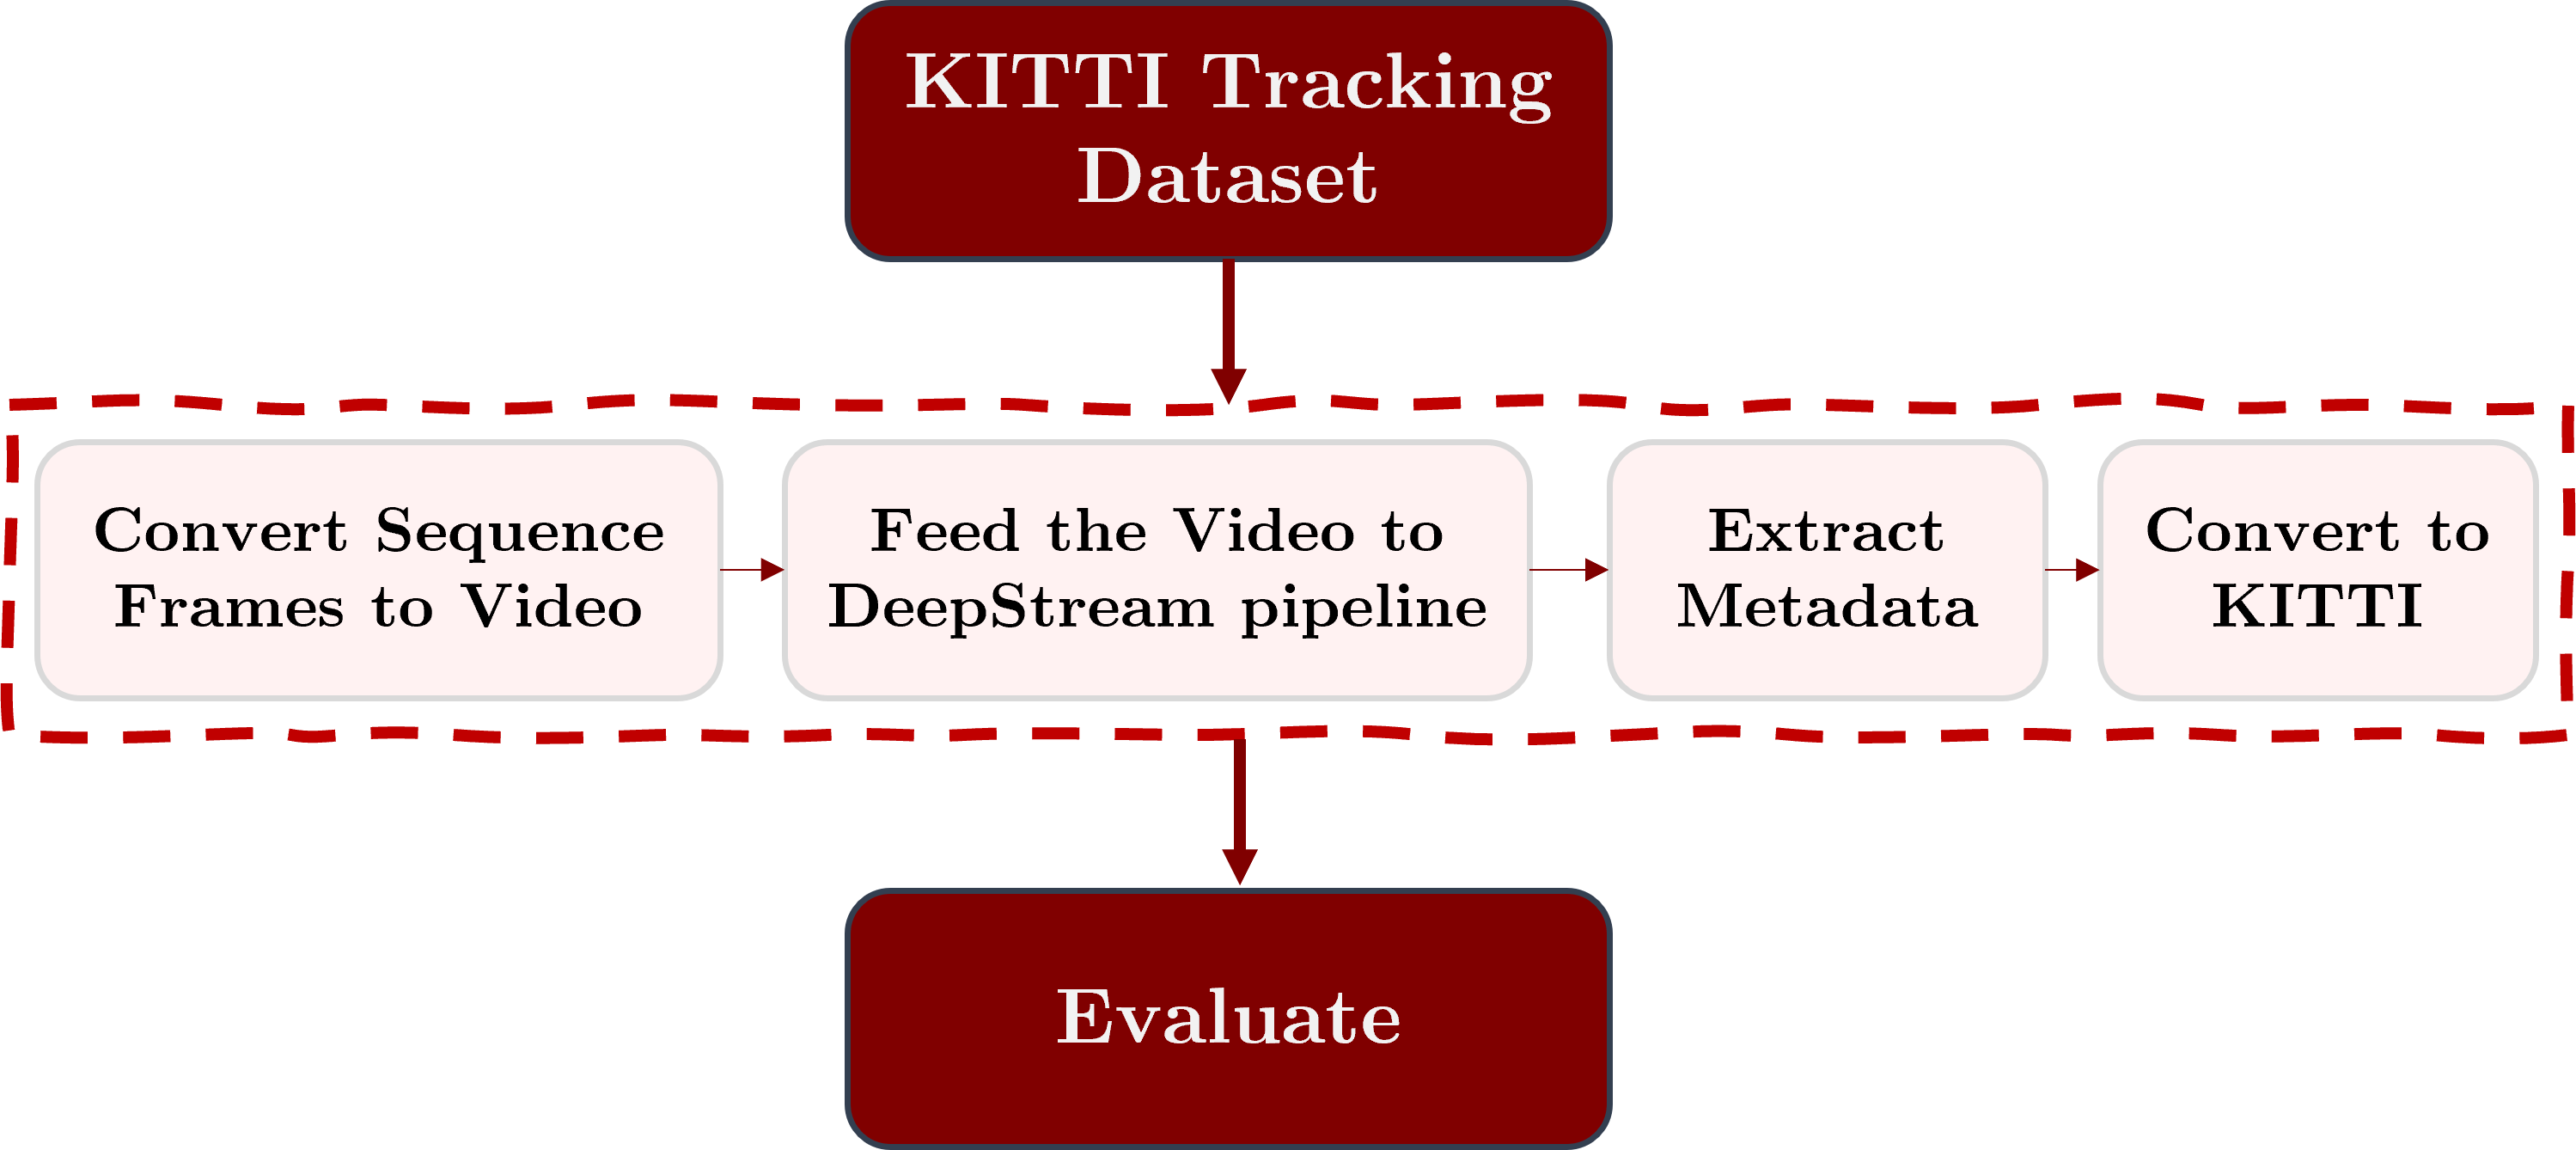 KITTI Tracking
Dataset
Convert Sequence
Frames to Video
Feed the Video to
DeepStream pipeline
Extract
Metadata
Convert to
KITTI
Evaluate